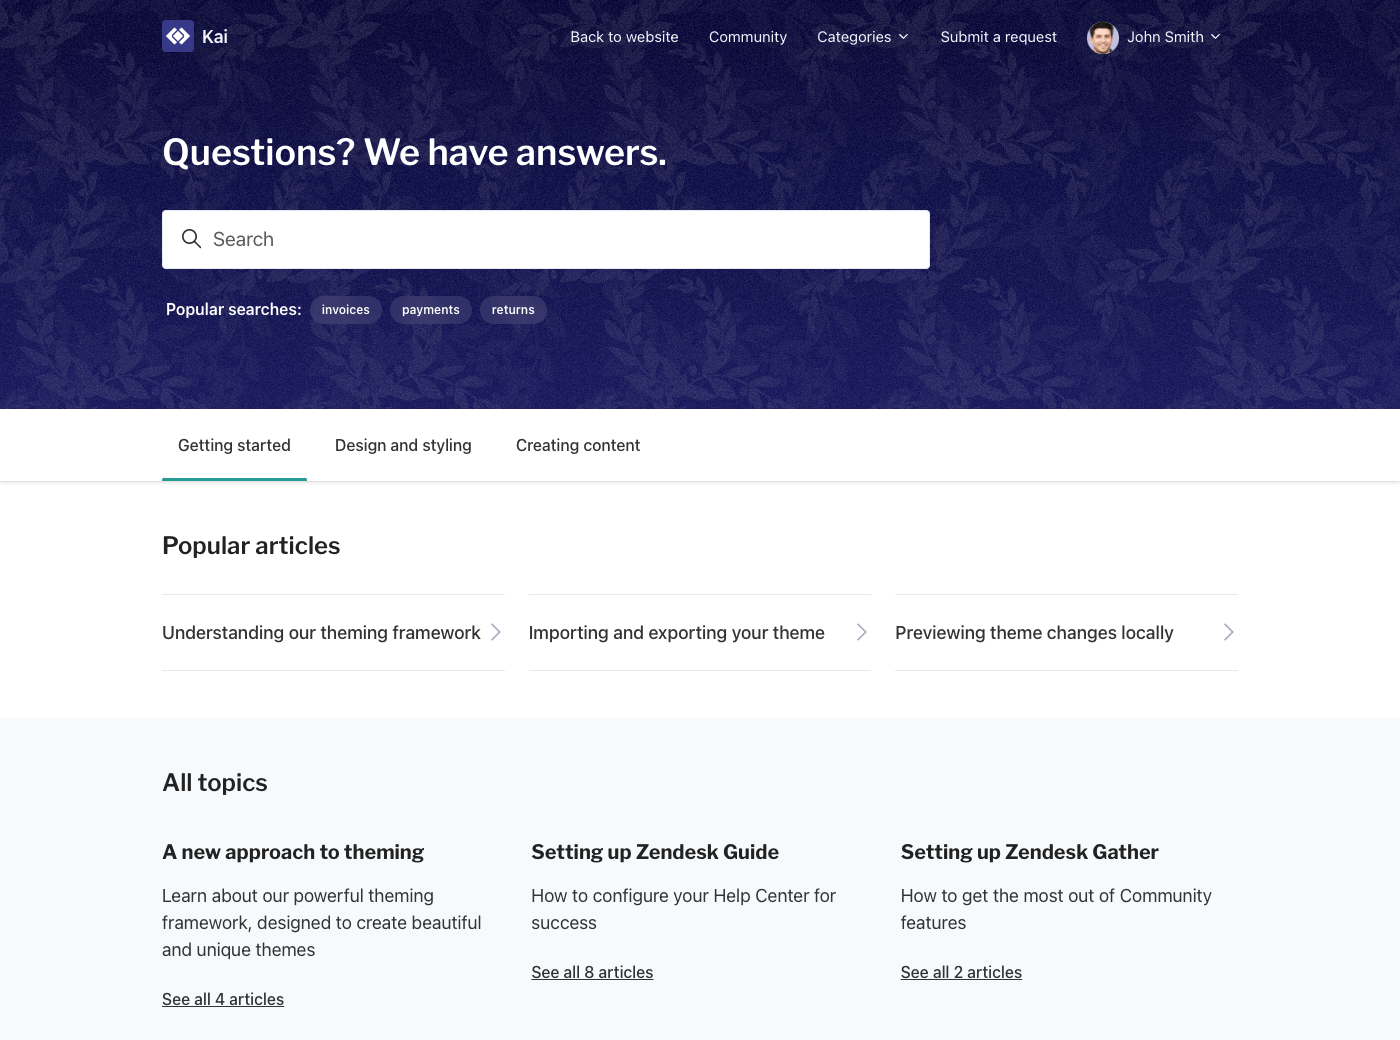 Kai
Back to website
Community
Categories
Submit a request
John Smith
Questions? We have answers.
Search
Popular searches:
invoices
payments
returns
Getting started
Design and styling
Creating content
Popular articles
Understanding our theming framework
Importing and exporting your theme
Previewing theme changes locally
All topics
A new approach to theming
Learn about our powerful theming
framework, designed to create beautiful
and unique themes
See all 4 articles
Setting up Zendesk Guide
How to configure your Help Center for
success
See all 8 articles
Setting up Zendesk Gather
How to get the most out of Community
features
See all 2 articles